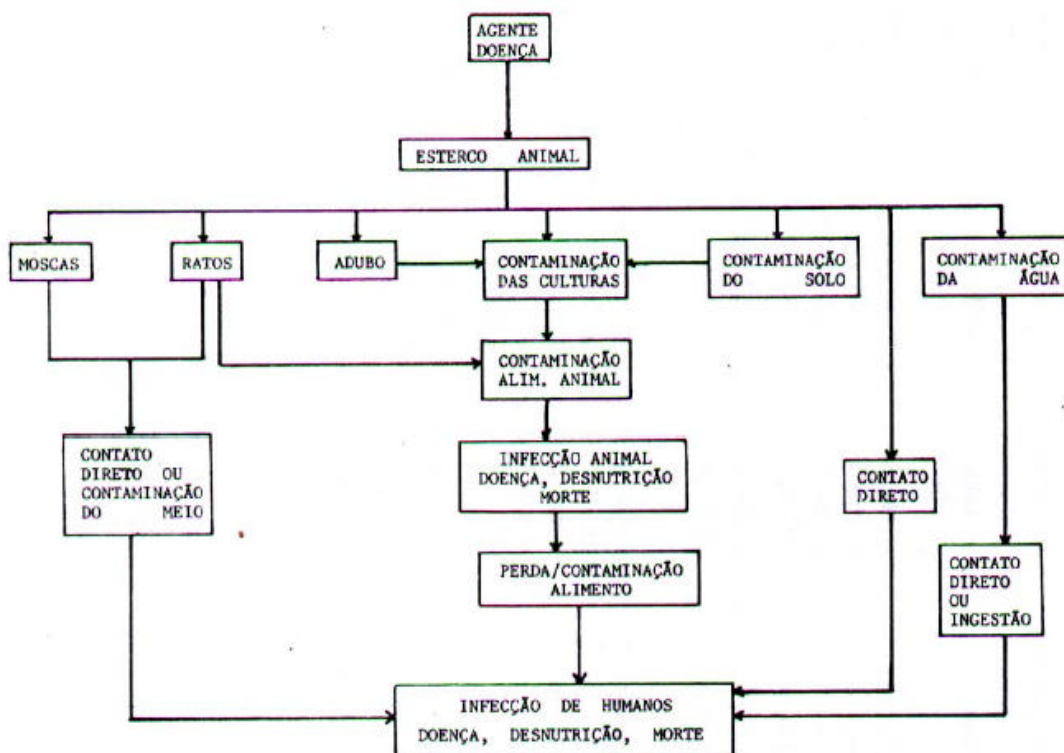 AGENTE
DOENÇA
ESTERCO ANIMAL
MOSCAS
RATOS
ADUBO
CONTAMINAÇÃO
DAS CULTURAS
CONTAMINAÇÃO
DO SOLO
CONTAMINAÇÃO
DA ÁGUA
CONTAMINAÇÃO
ALIM. ANIMAL
CONTATO
DIRETO OU
CONTAMINAÇÃO
DO MEIO
INFECÇÃO ANIMAL
DOENÇA, DESNUTRIÇÃO
MORTE
CONTATO
DIRETO
PERDA/CONTAMINAÇÃO
ALIMENTO
CONTATO
DIRETO
OU
INGESTÃO
INFECÇÃO DE HUMANOS
DOENÇA, DESNUTRIÇÃO, MORTE